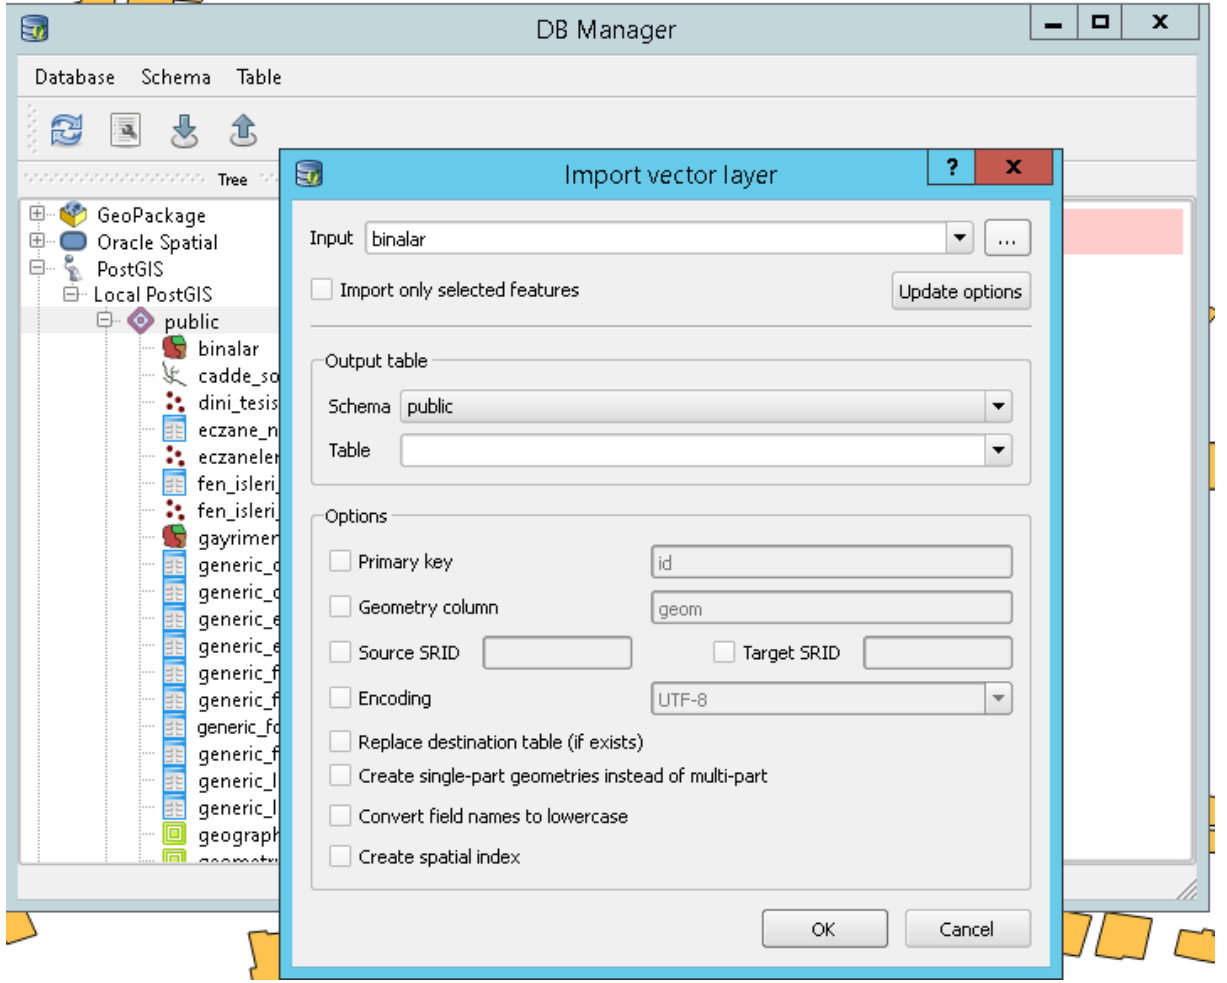 DB Manager
Database Schema Table
Tree
GeoPackage
Oracle Spatial
PostGIS
Local PostGIS
public
binalar
cadde_so
dini_tesis
eczane_n
eczaneler
fen_isleri_
fen_isleri_
gayrimen
generic_c
generic_c
generic_e
generic_e
generic_f
generic_f
generic_fo
generic_f
generic_l
generic_l
geograph
geometry
Import vector layer
Input binalar ...
Import only selected features Update options
Output table
Schema public
Table
Options
Primary key id
Geometry column geom
Source SRID Target SRID
Encoding UTF-8
Replace destination table (if exists)
Create single-part geometries instead of multi-part
Convert field names to lowercase
Create spatial index
OK Cancel